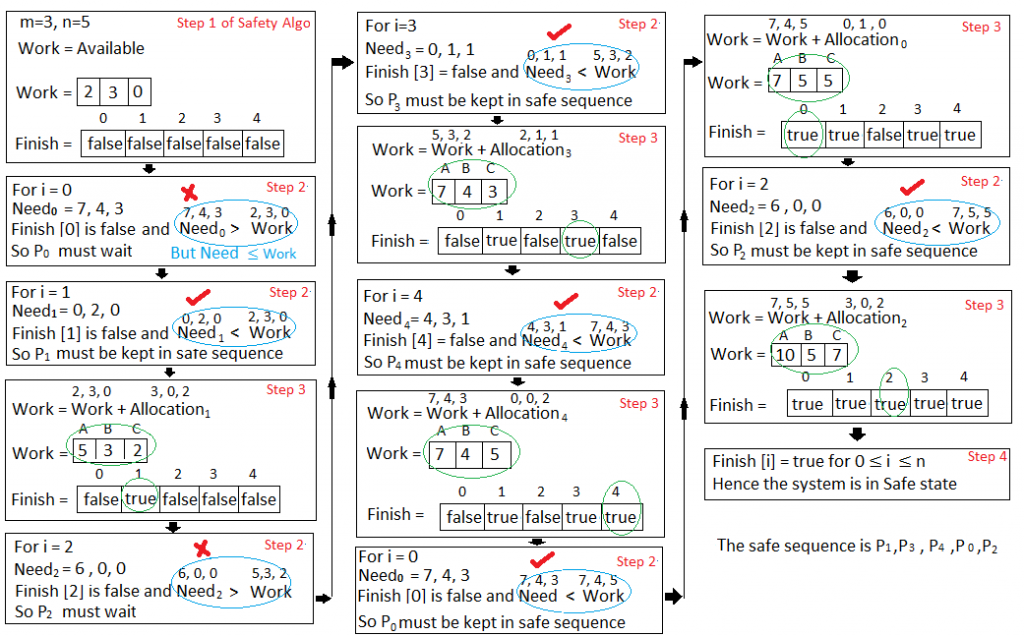 m=3, n=5 Step 1 of Safety Algo
Work = Available
Work = 2 3 0
0 1 2 3 4
Finish = false false false false false
For i = 0 Step 2
Need0 = 7, 4, 3
7, 4, 3 2, 3, 0
Finish [0] is false and Need0 > Work
So P0 must wait But Need ≤ Work
For i = 1 Step 2
Need1 = 0, 2, 0
0, 2, 0 2, 3, 0
Finish [1] is false and Need1 < Work
So P1 must be kept in safe sequence
2, 3, 0 3, 0, 2 Step 3
Work = Work + Allocation1
A B C
Work = 5 3 2
0 1 2 3 4
Finish = false true false false false
For i = 2 Step 2
Need2 = 6 , 0, 0
6, 0, 0 5,3, 2
Finish [2] is false and Need2 > Work
So P2 must wait
For i=3 Step 2
Need3 = 0, 1, 1
0, 1, 1 5, 3, 2
Finish [3] = false and Need3 < Work
So P3 must be kept in safe sequence
5, 3, 2 2, 1, 1 Step 3
Work = Work + Allocation3
A B C
Work = 7 4 3
0 1 2 3 4
Finish = false true false true false
For i = 4 Step 2
Need4 = 4, 3, 1
4, 3, 1 7, 4, 3
Finish [4] = false and Need4 < Work
So P4 must be kept in safe sequence
7, 4, 3 0, 0, 2 Step 3
Work = Work + Allocation4
A B C
Work = 7 4 5
0 1 2 3 4
Finish = false true false true true
For i = 0 Step 2
Need0 = 7, 4, 3
7, 4, 3 7, 4, 5
Finish [0] is false and Need < Work
So P0 must be kept in safe sequence
7, 4, 5 0, 1 , 0 Step 3
Work = Work + Allocation0
A B C
Work = 7 5 5
0 1 2 3 4
Finish = true true false true true
For i = 2 Step 2
Need2 = 6 , 0, 0
6, 0, 0 7, 5, 5
Finish [2] is false and Need2 < Work
So P2 must be kept in safe sequence
7, 5, 5 3, 0, 2 Step 3
Work = Work + Allocation2
A B C
Work = 10 5 7
0 1 2 3 4
Finish = true true true true true
Finish [i] = true for 0 ≤ i ≤ n Step 4
Hence the system is in Safe state
The safe sequence is P1,P3 , P4 ,P0,P2